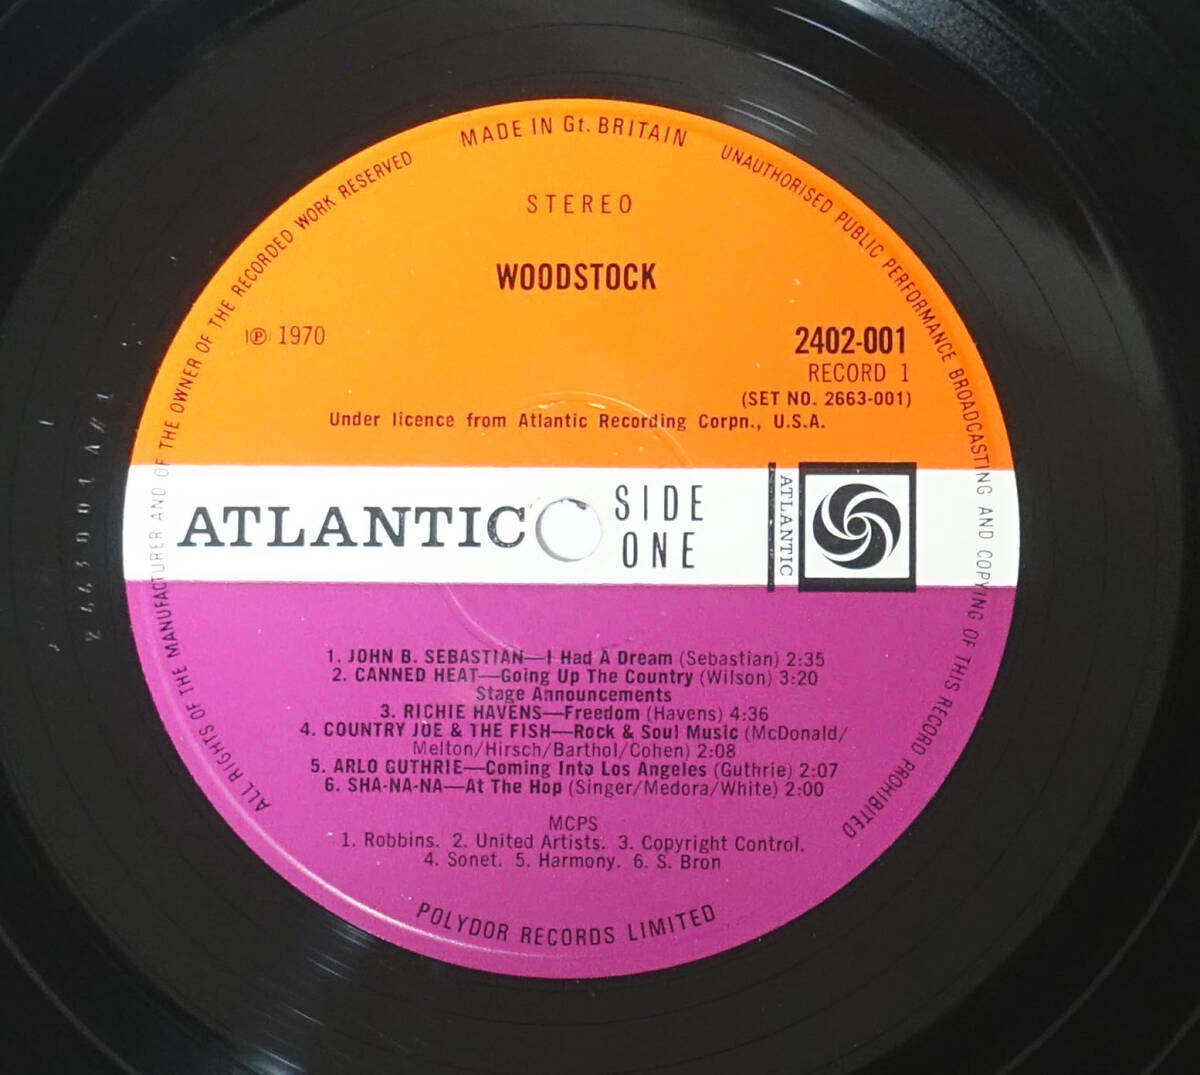 MADE IN Gt. BRITAIN
UNAUTHORISED PUBLIC PERFORMANCE BROADCASTING AND COPYING OF THIS RECORD PROHIBITED
ALL RIGHTS OF THE MANUFACTURER AND OF THE OWNER OF THE RECORDED WORK RESERVED
STEREO
WOODSTOCK
℗ 1970
2402-001
RECORD 1
(SET NO. 2663-001)
Under licence from Atlantic Recording Corpn., U.S.A.
ATLANTIC
SIDE
ONE
ATLANTIC
1. JOHN B. SEBASTIAN—I Had A Dream (Sebastian) 2:35
2. CANNED HEAT—Going Up The Country (Wilson) 3:20
Stage Announcements
3. RICHIE HAVENS—Freedom (Havens) 4:36
4. COUNTRY JOE & THE FISH—Rock & Soul Music (McDonald/
Melton/Hirsch/Barthol/Cohen) 2:08
5. ARLO GUTHRIE—Coming Into Los Angeles (Guthrie) 2:07
6. SHA-NA-NA—At The Hop (Singer/Medora/White) 2:00
MCPS
1. Robbins. 2. United Artists. 3. Copyright Control.
4. Sonet. 5. Harmony. 6. S. Bron
POLYDOR RECORDS LIMITED